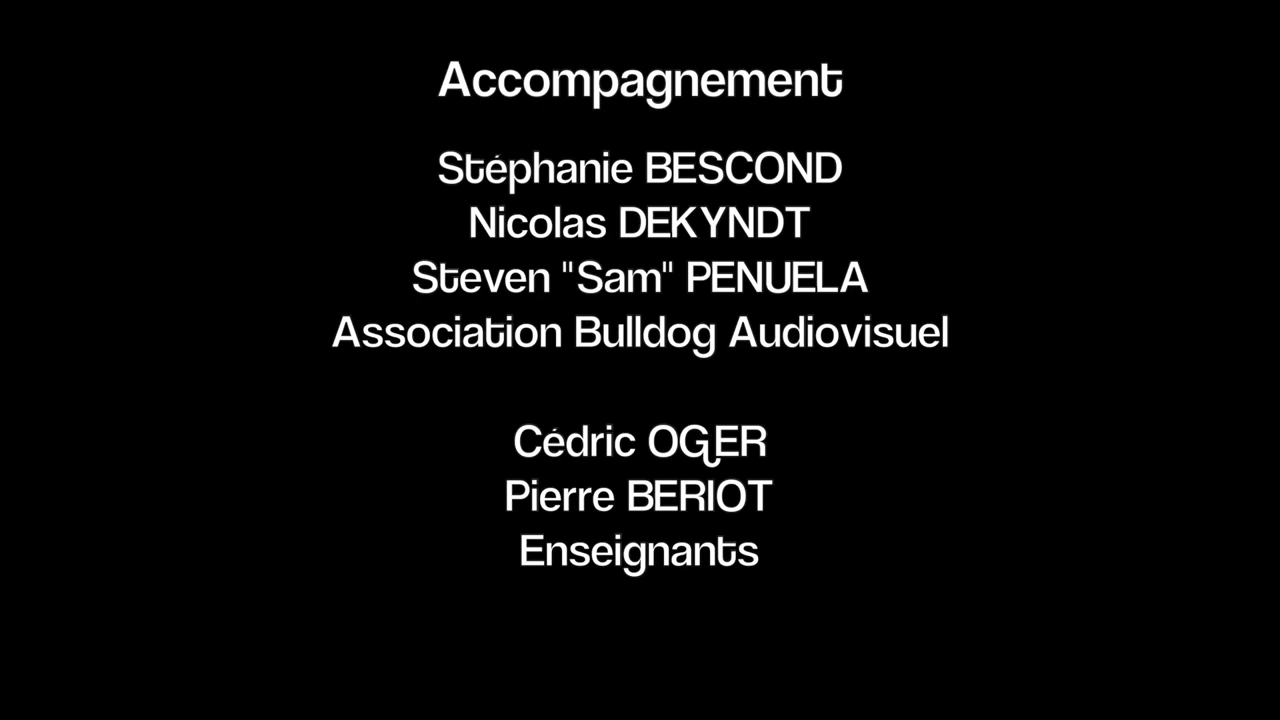 Accompagnement
Stéphanie BESCOND
Nicolas DEKYNDT
Steven "Sam" PENUELA
Association Bulldog Audiovisuel
Cédric OGER
Pierre BERIOT
Enseignants